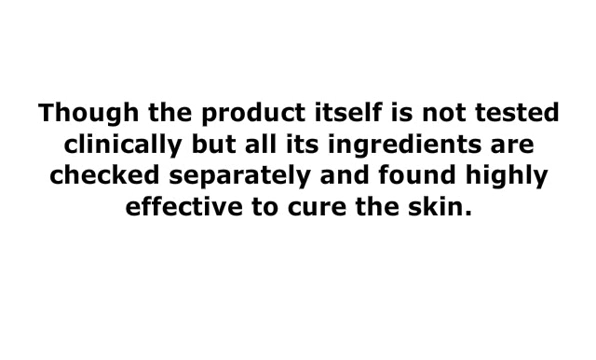 Though the product itself is not tested
clinically but all its ingredients are
checked separately and found highly
effective to cure the skin.